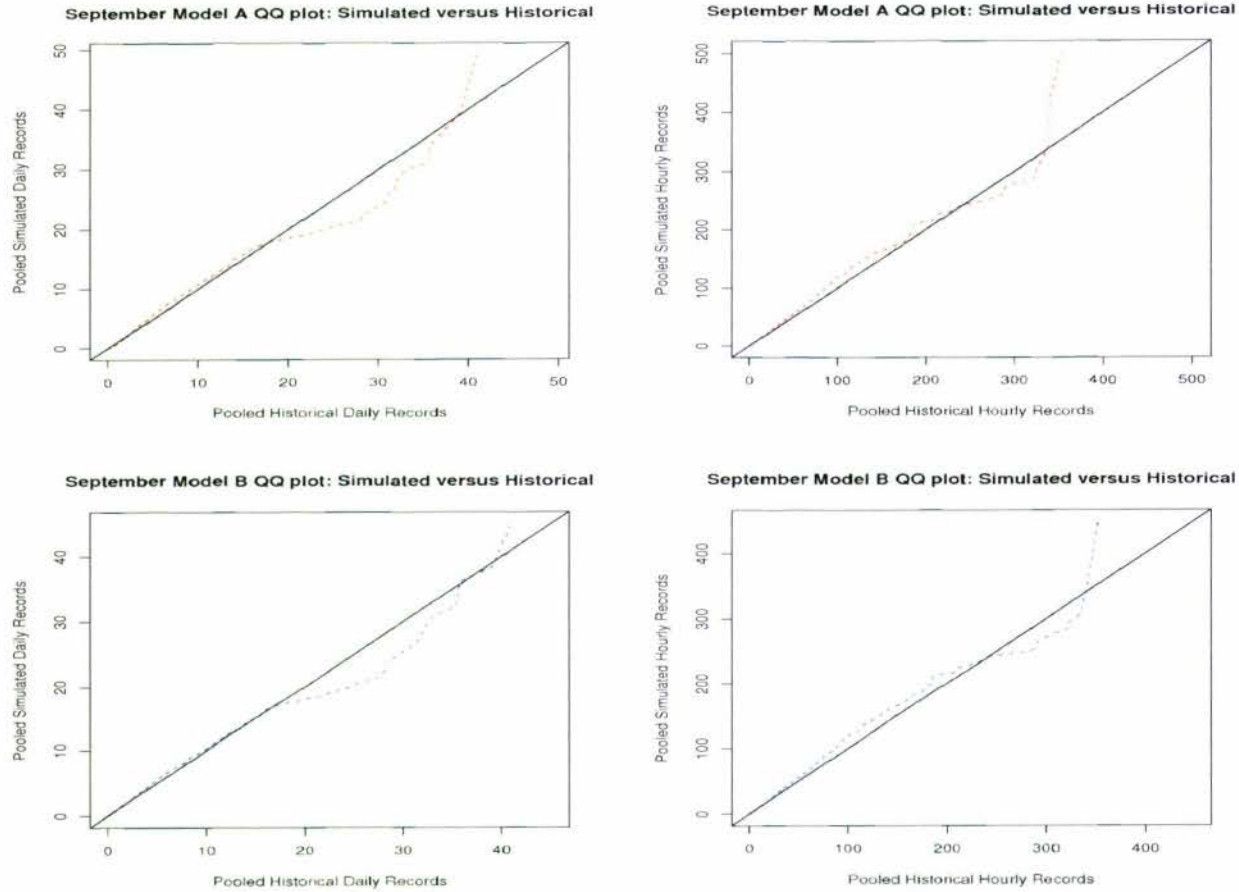 September Model A QQ plot: Simulated versus Historical
Pooled Simulated Daily Records
50
40
30
20
10
0
0 10 20 30 40 50
Pooled Historical Daily Records
September Model A QQ plot: Simulated versus Historical
Pooled Simulated Hourly Records
500
400
300
200
100
0
0 100 200 300 400 500
Pooled Historical Hourly Records
September Model B QQ plot: Simulated versus Historical
Pooled Simulated Daily Records
40
30
20
10
0
0 10 20 30 40
Pooled Historical Daily Records
September Model B QQ plot: Simulated versus Historical
Pooled Simulated Hourly Records
400
300
200
100
0
0 100 200 300 400
Pooled Historical Hourly Records